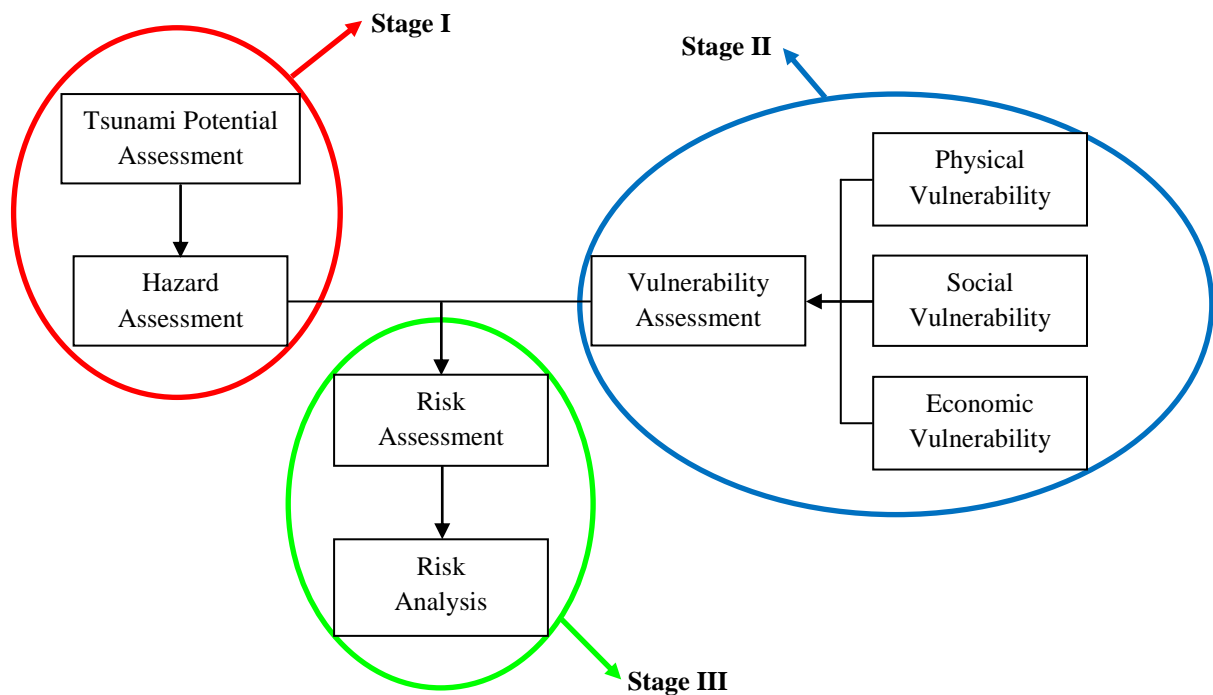 Stage I
Stage II
Tsunami Potential
Assessment
Hazard
Assessment
Physical
Vulnerability
Vulnerability
Assessment
Social
Vulnerability
Economic
Vulnerability
Risk
Assessment
Risk
Analysis
Stage III